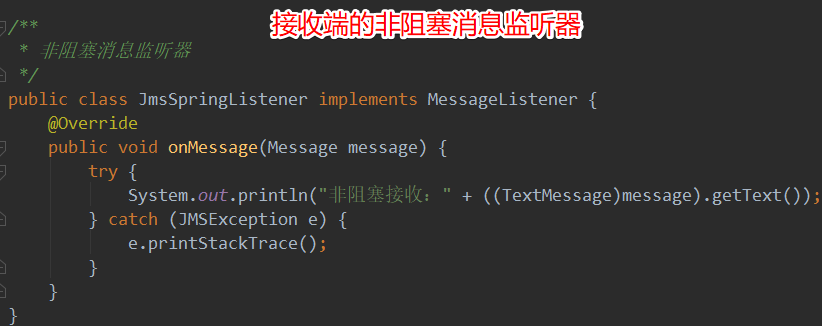 接收端的非阻塞消息监听器
/**
 * 非阻塞消息监听器
 */
public class JmsSpringListener implements MessageListener {
    @Override
    public void onMessage(Message message) {
        try {
            System.out.println("非阻塞接收：" + ((TextMessage)message).getText());
        } catch (JMSException e) {
            e.printStackTrace();
        }
    }
}